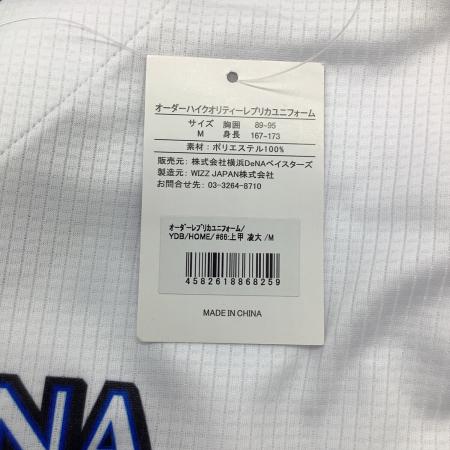 オーダーハイクオリティーレプリカユニフォーム
サイズ 胸囲 89-95
M 身長 167-173
素材：ポリエステル100%
販売元：株式会社横浜DeNAベイスターズ
製造元：WIZZ JAPAN株式会社
お問合せ先：03-3264-8710
オーダーレプリカユニフォーム/
YDB/HOME/#66:上甲 凌大 /M
4582618868259
MADE IN CHINA
NA